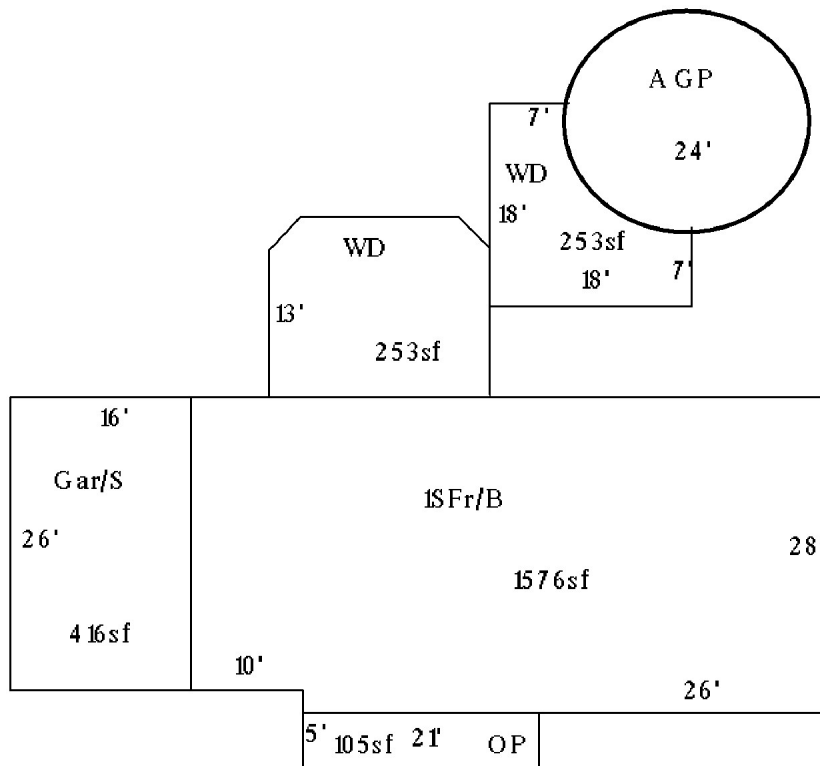 AGP
7'
24'
WD
18'
253sf
7'
18'
WD
13'
253sf
16'
Gar/S
1SFr/B
26'
28
1576sf
416sf
10'
26'
5'
105sf
21'
OP